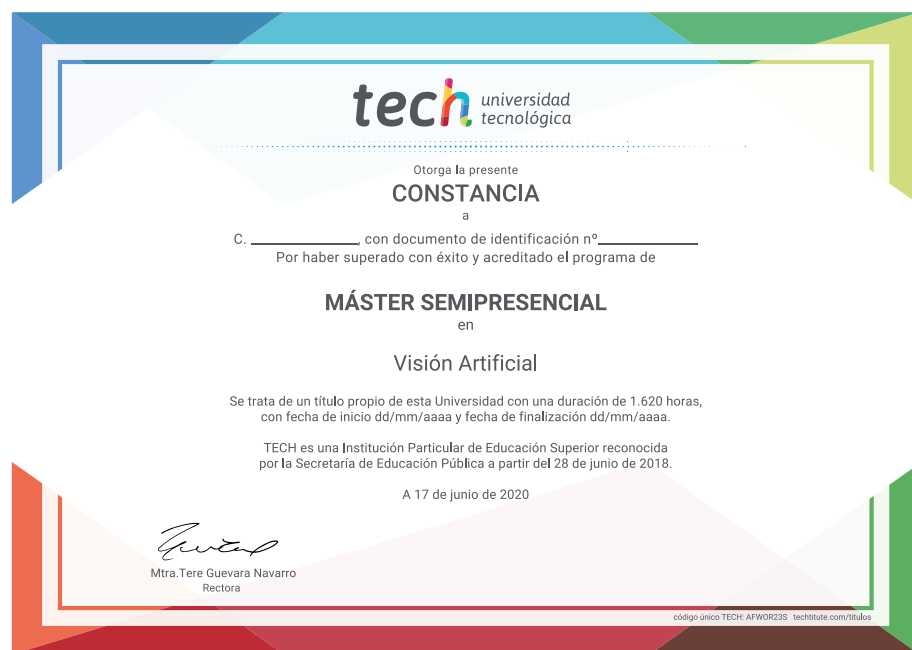 tech universidad
tecnológica
Otorga la presente
CONSTANCIA
a
C. ____________, con documento de identificación nº____________
Por haber superado con éxito y acreditado el programa de
MÁSTER SEMIPRESENCIAL
en
Visión Artificial
Se trata de un título propio de esta Universidad con una duración de 1.620 horas,
con fecha de inicio dd/mm/aaaa y fecha de finalización dd/mm/aaaa.
TECH es una Institución Particular de Educación Superior reconocida
por la Secretaría de Educación Pública a partir del 28 de junio de 2018.
A 17 de junio de 2020
Mtra.Tere Guevara Navarro
Rectora
código único TECH: AFWOR23S techtitute.com/titulos